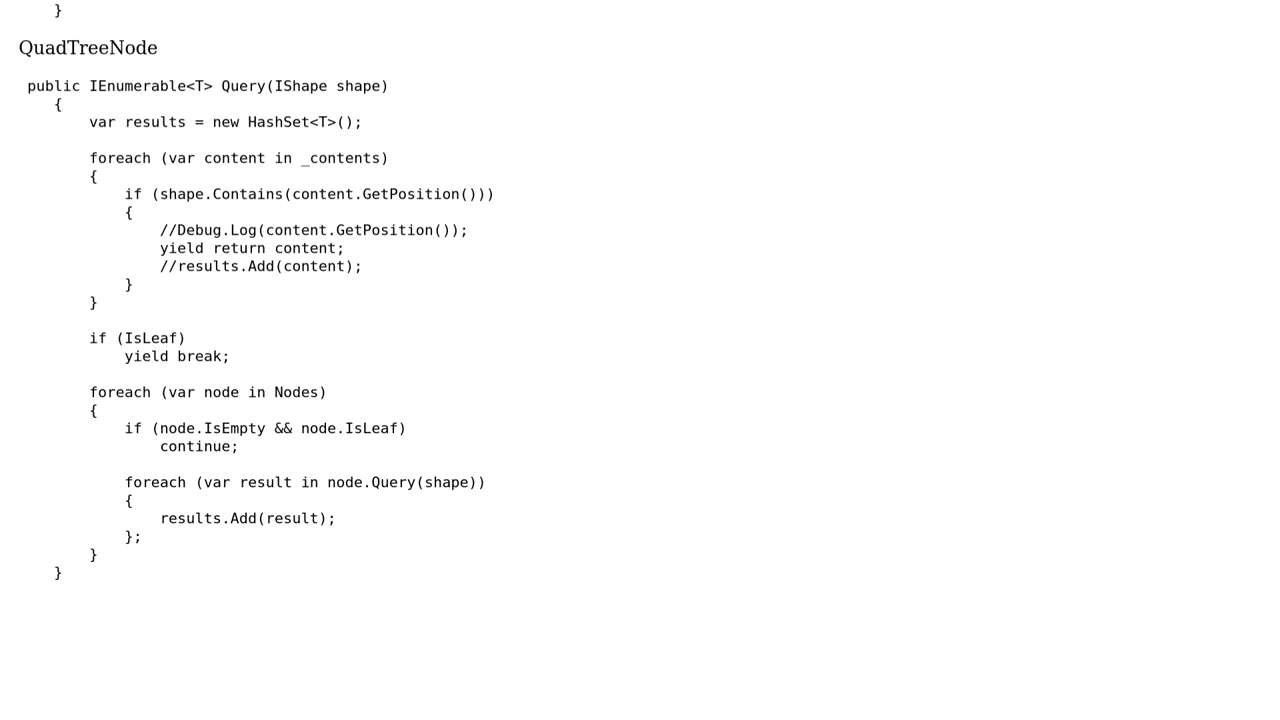 }
QuadTreeNode
public IEnumerable<T> Query(IShape shape)
{
var results = new HashSet<T>();
foreach (var content in _contents)
{
if (shape.Contains(content.GetPosition()))
{
//Debug.Log(content.GetPosition());
yield return content;
//results.Add(content);
}
}
if (IsLeaf)
yield break;
foreach (var node in Nodes)
{
if (node.IsEmpty && node.IsLeaf)
continue;
foreach (var result in node.Query(shape))
{
results.Add(result);
};
}
}